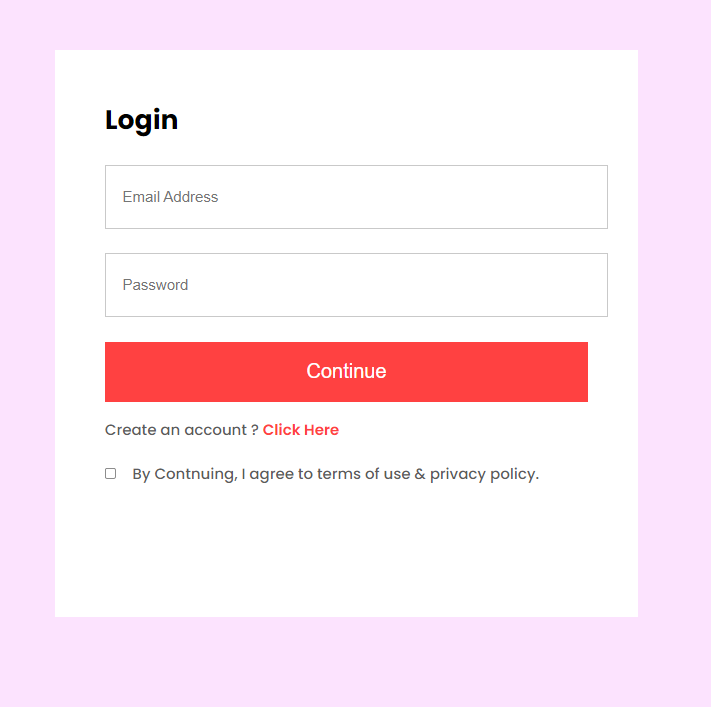 Login
Email Address
Password
Continue
Create an account ? Click Here
By Contnuing, I agree to terms of use & privacy policy.